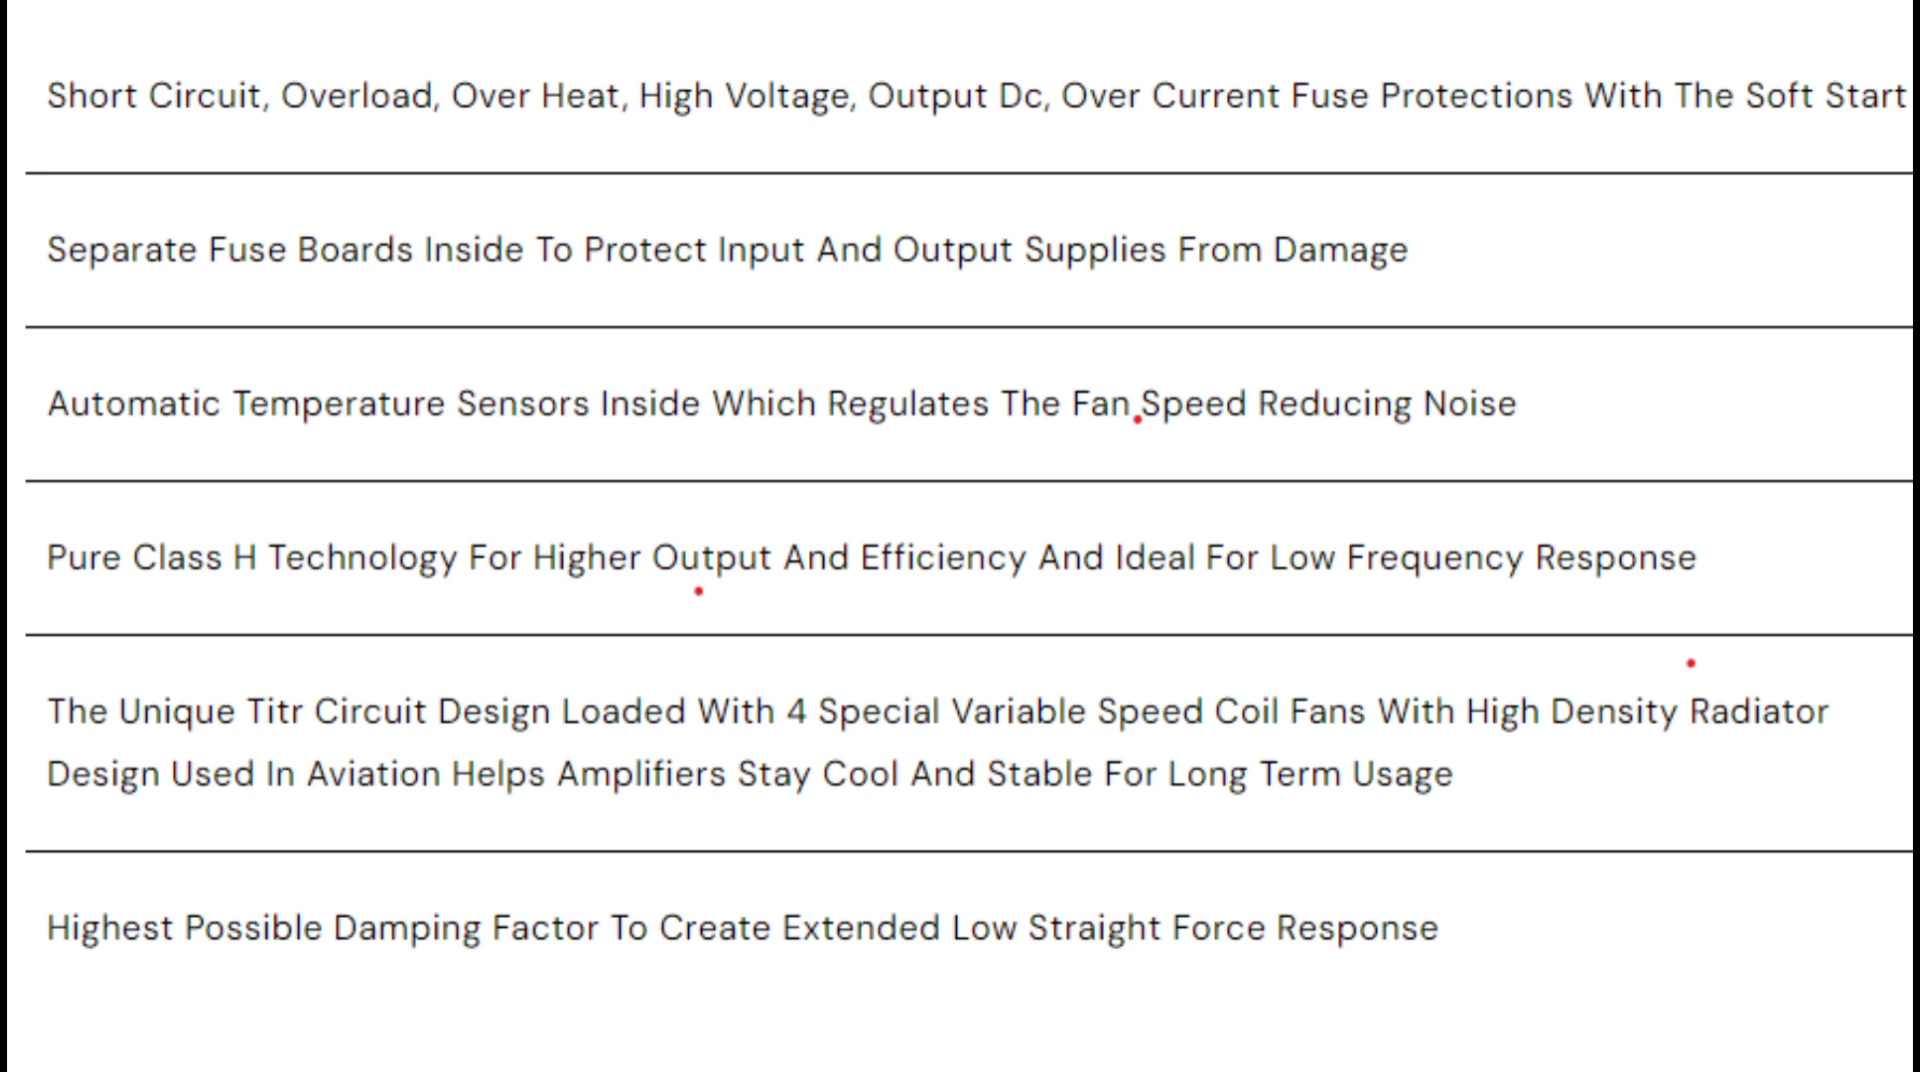 Short Circuit, Overload, Over Heat, High Voltage, Output Dc, Over Current Fuse Protections With The Soft Start
Separate Fuse Boards Inside To Protect Input And Output Supplies From Damage
Automatic Temperature Sensors Inside Which Regulates The Fan Speed Reducing Noise
Pure Class H Technology For Higher Output And Efficiency And Ideal For Low Frequency Response
The Unique Titr Circuit Design Loaded With 4 Special Variable Speed Coil Fans With High Density Radiator
Design Used In Aviation Helps Amplifiers Stay Cool And Stable For Long Term Usage
Highest Possible Damping Factor To Create Extended Low Straight Force Response